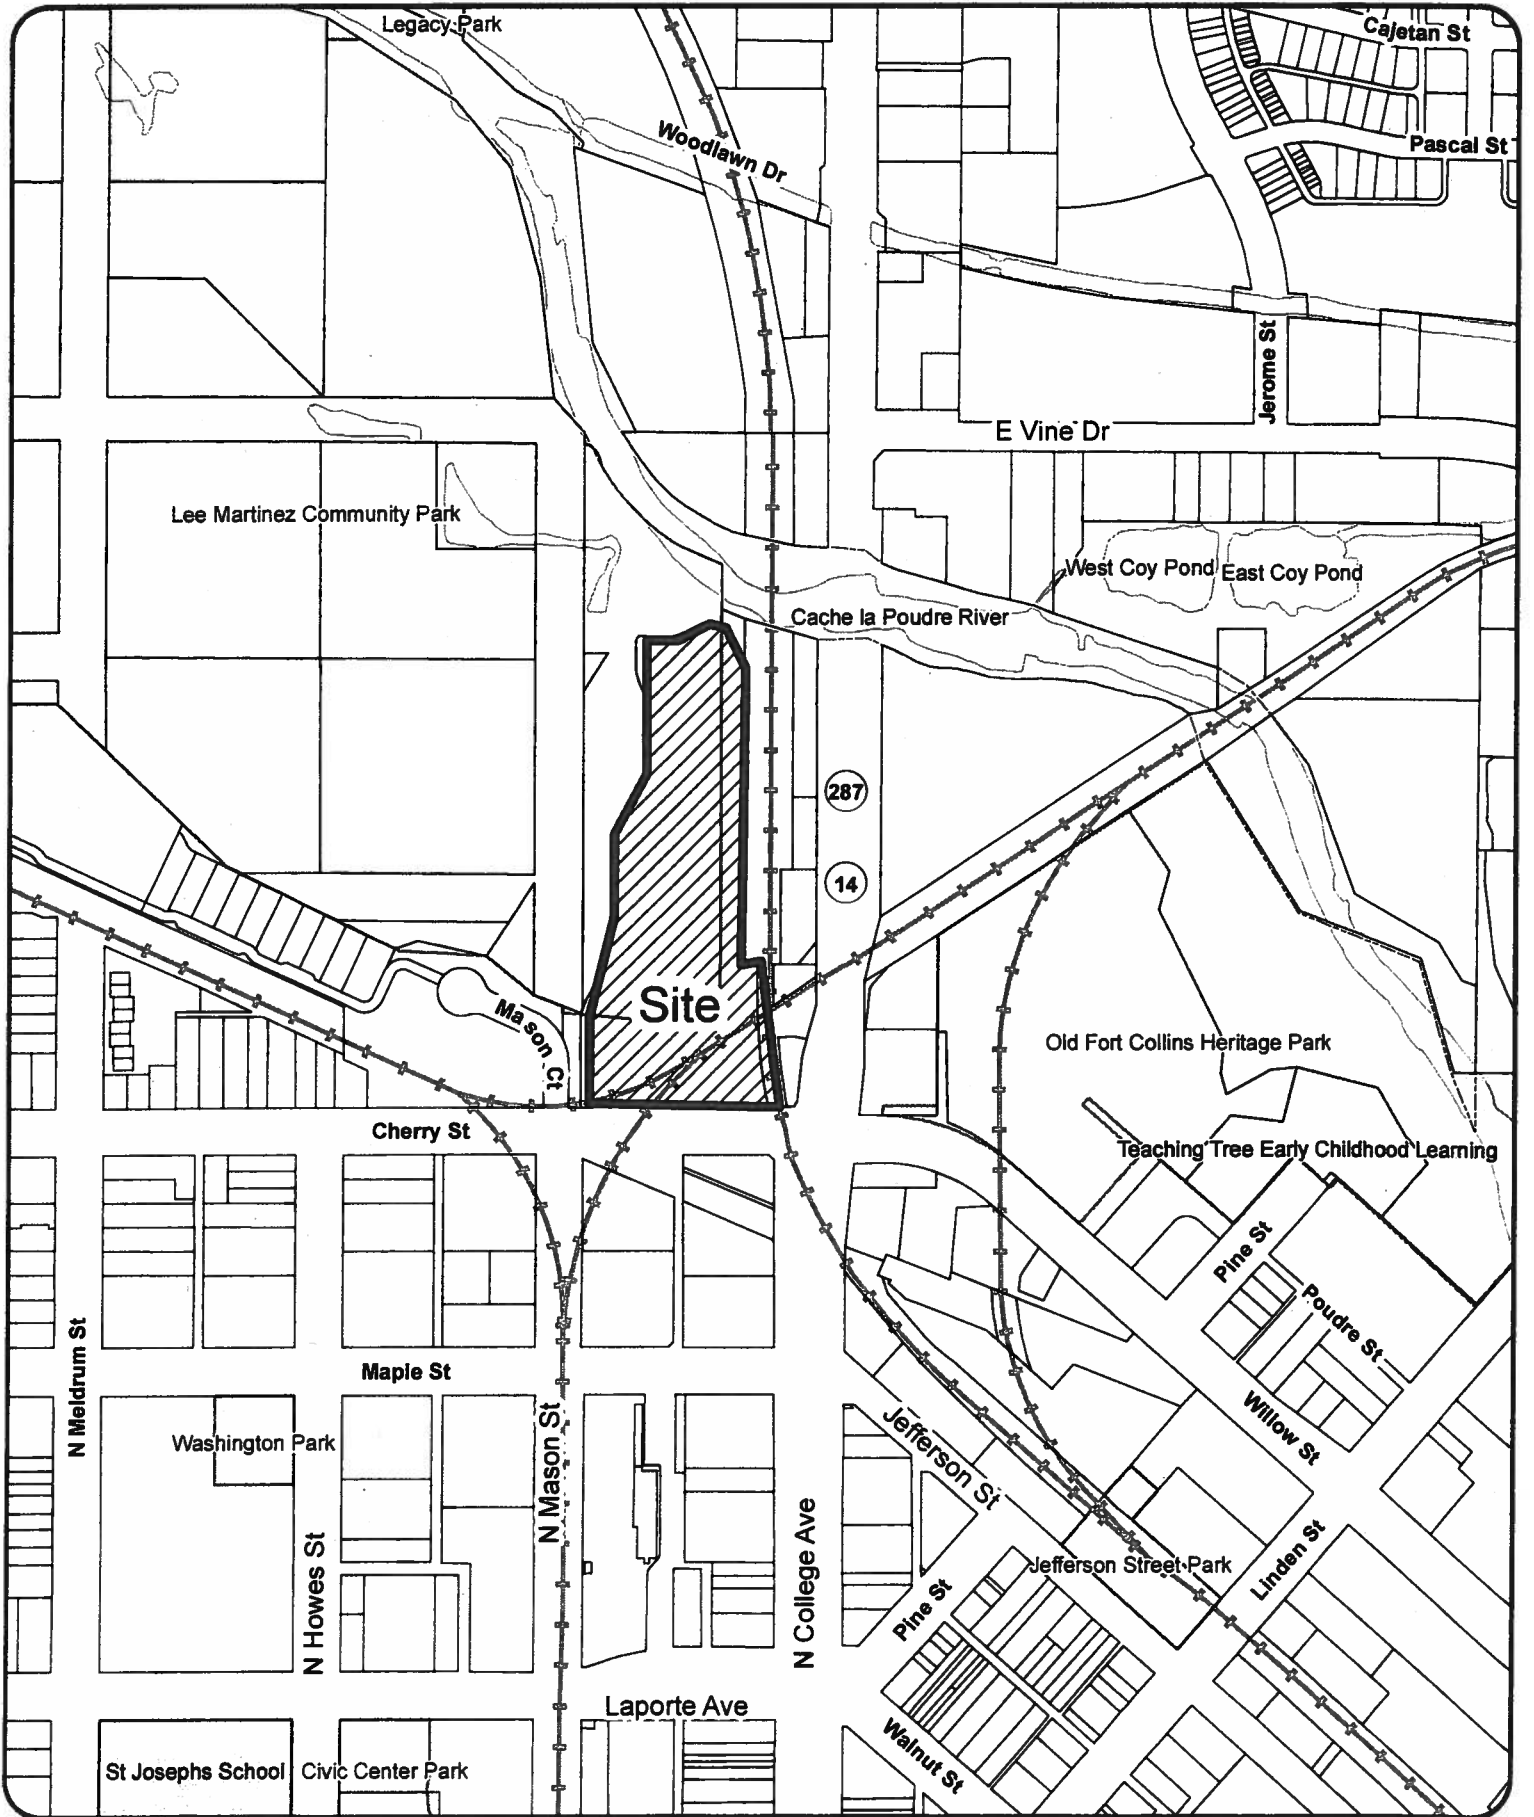 Legacy Park
Cajetan St
Woodlawn Dr
Pascal St
Jerome St
E Vine Dr
Lee Martinez Community Park
West Coy Pond
East Coy Pond
Cache la Poudre River
287
14
Site
Mason Ct
Old Fort Collins Heritage Park
Cherry St
Teaching Tree Early Childhood Learning
Pine St
Poudre St
N Meldrum St
Maple St
Washington Park
N Mason St
Jefferson St
Willow St
N Howes St
N College Ave
Jefferson Street Park
Linden St
Pine St
Laporte Ave
Walnut St
St Josephs School
Civic Center Park